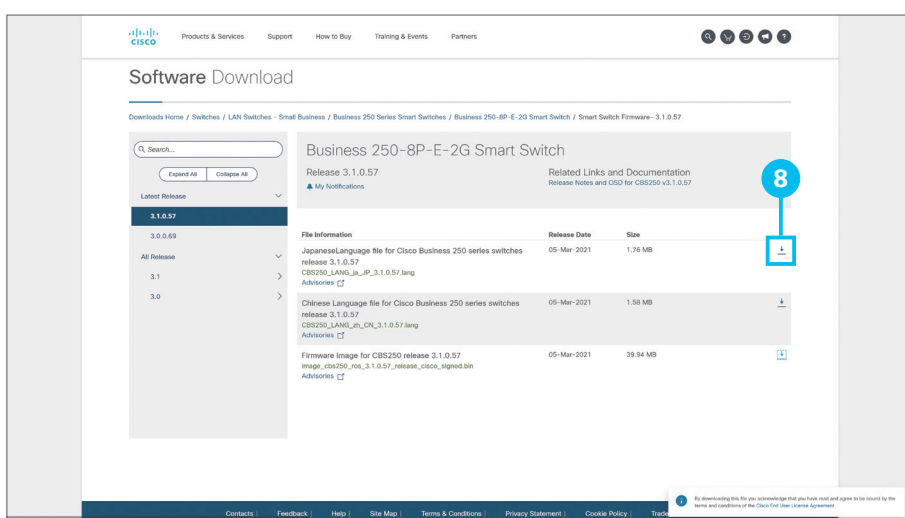 CISCO
Products & Services Support How to Buy Training & Events Partners
Software Download
Downloads Home / Switches / LAN Switches - Small Business / Business 250 Series Smart Switches / Business 250-8P-E-2G Smart Switch / Smart Switch Firmware- 3.1.0.57
Search...
Expand All Collapse All
Latest Release
3.1.0.57
3.0.0.69
All Release
3.1
3.0
Business 250-8P-E-2G Smart Switch
Release 3.1.0.57
My Notifications
Related Links and Documentation
Release Notes and OSD for CBS250 v3.1.0.57
8
File Information Release Date Size
JapaneseLanguage file for Cisco Business 250 series switches 05-Mar-2021 1.76 MB
release 3.1.0.57
CBS250_LANG_ja_JP_3.1.0.57.lang
Advisories
Chinese Language file for Cisco Business 250 series switches 05-Mar-2021 1.58 MB
release 3.1.0.57
CBS250_LANG_zh_CN_3.1.0.57.lang
Advisories
Firmware Image for CBS250 release 3.1.0.57 05-Mar-2021 39.94 MB
image_cbs250_ros_3.1.0.57_release_cisco_signed.bin
Advisories
By downloading this file you acknowledge that you have read and agree to be bound by the
terms and conditions of the Cisco End User License Agreement
Contacts | Feedback | Help | Site Map | Terms & Conditions | Privacy Statement | Cookie Policy | Trade